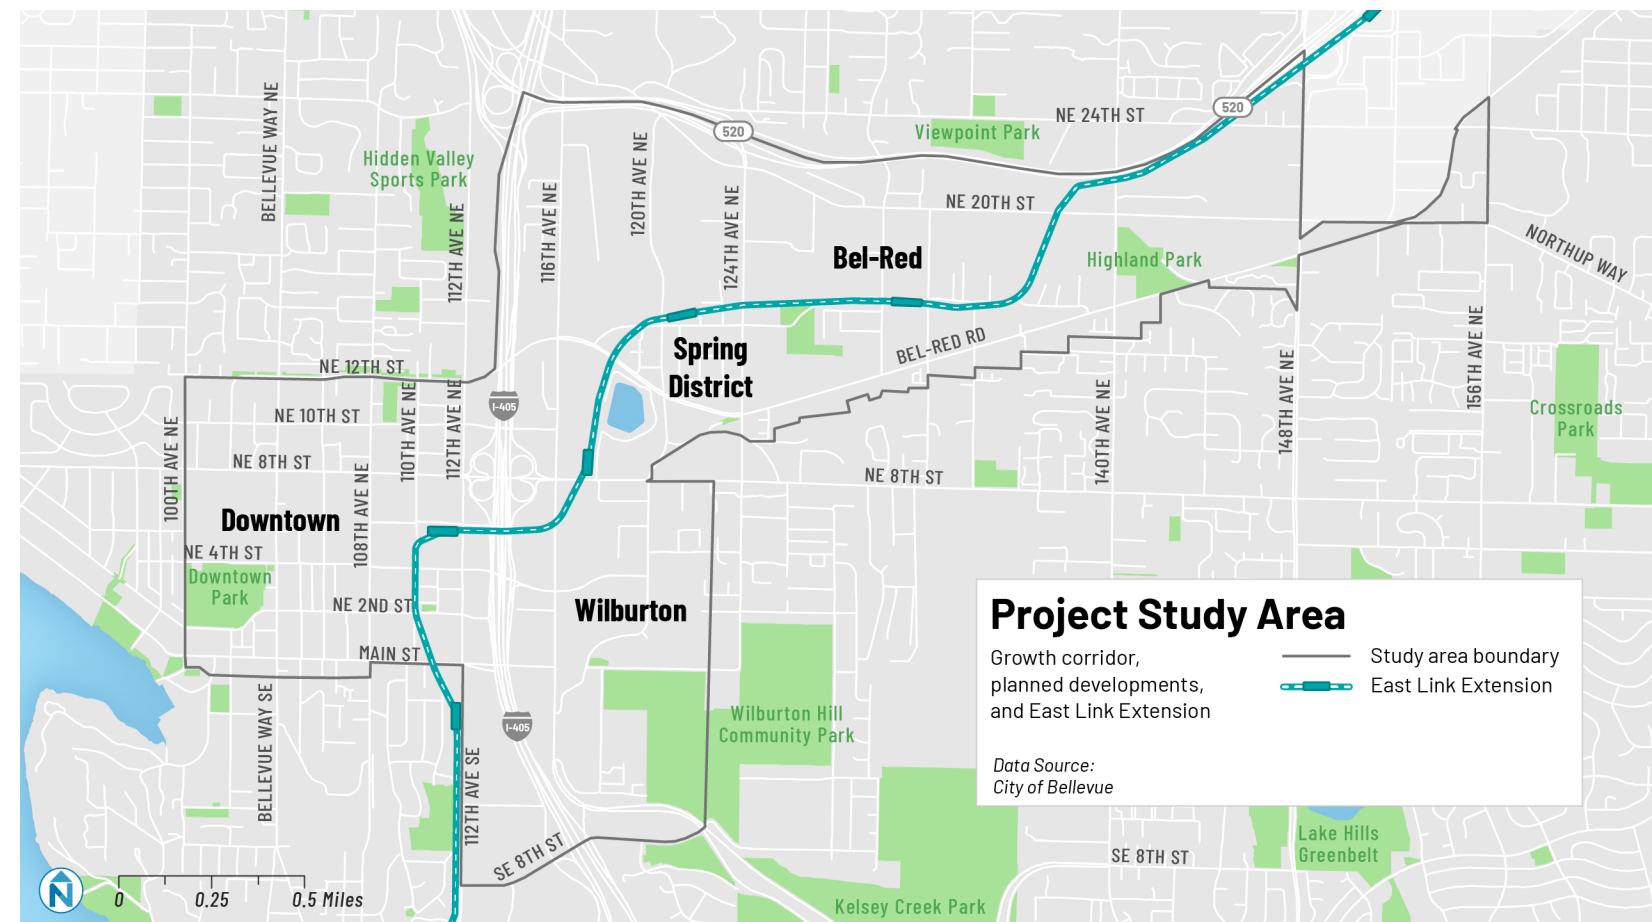 520
NE 24TH ST
Viewpoint Park
520
BELLEVUE WAY NE
Hidden Valley
Sports Park
112TH AVE NE
116TH AVE NE
120TH AVE NE
124TH AVE NE
NE 20TH ST
Bel-Red
Highland Park
NORTHUP WAY
Spring
District
BEL-RED RD
NE 12TH ST
I-405
NE 10TH ST
110TH AVE NE
112TH AVE NE
100TH AVE NE
NE 8TH ST
108TH AVE NE
NE 8TH ST
140TH AVE NE
148TH AVE NE
156TH AVE NE
Crossroads
Park
Downtown
NE 4TH ST
Downtown
Park
NE 2ND ST
Wilburton
MAIN ST
Project Study Area
Growth corridor,
planned developments,
and East Link Extension
Study area boundary
East Link Extension
Data Source:
City of Bellevue
BELLEVUE WAY SE
I-405
Wilburton Hill
Community Park
112TH AVE SE
SE 8TH ST
SE 8TH ST
Lake Hills
Greenbelt
Kelsey Creek Park
N
0 0.25 0.5 Miles